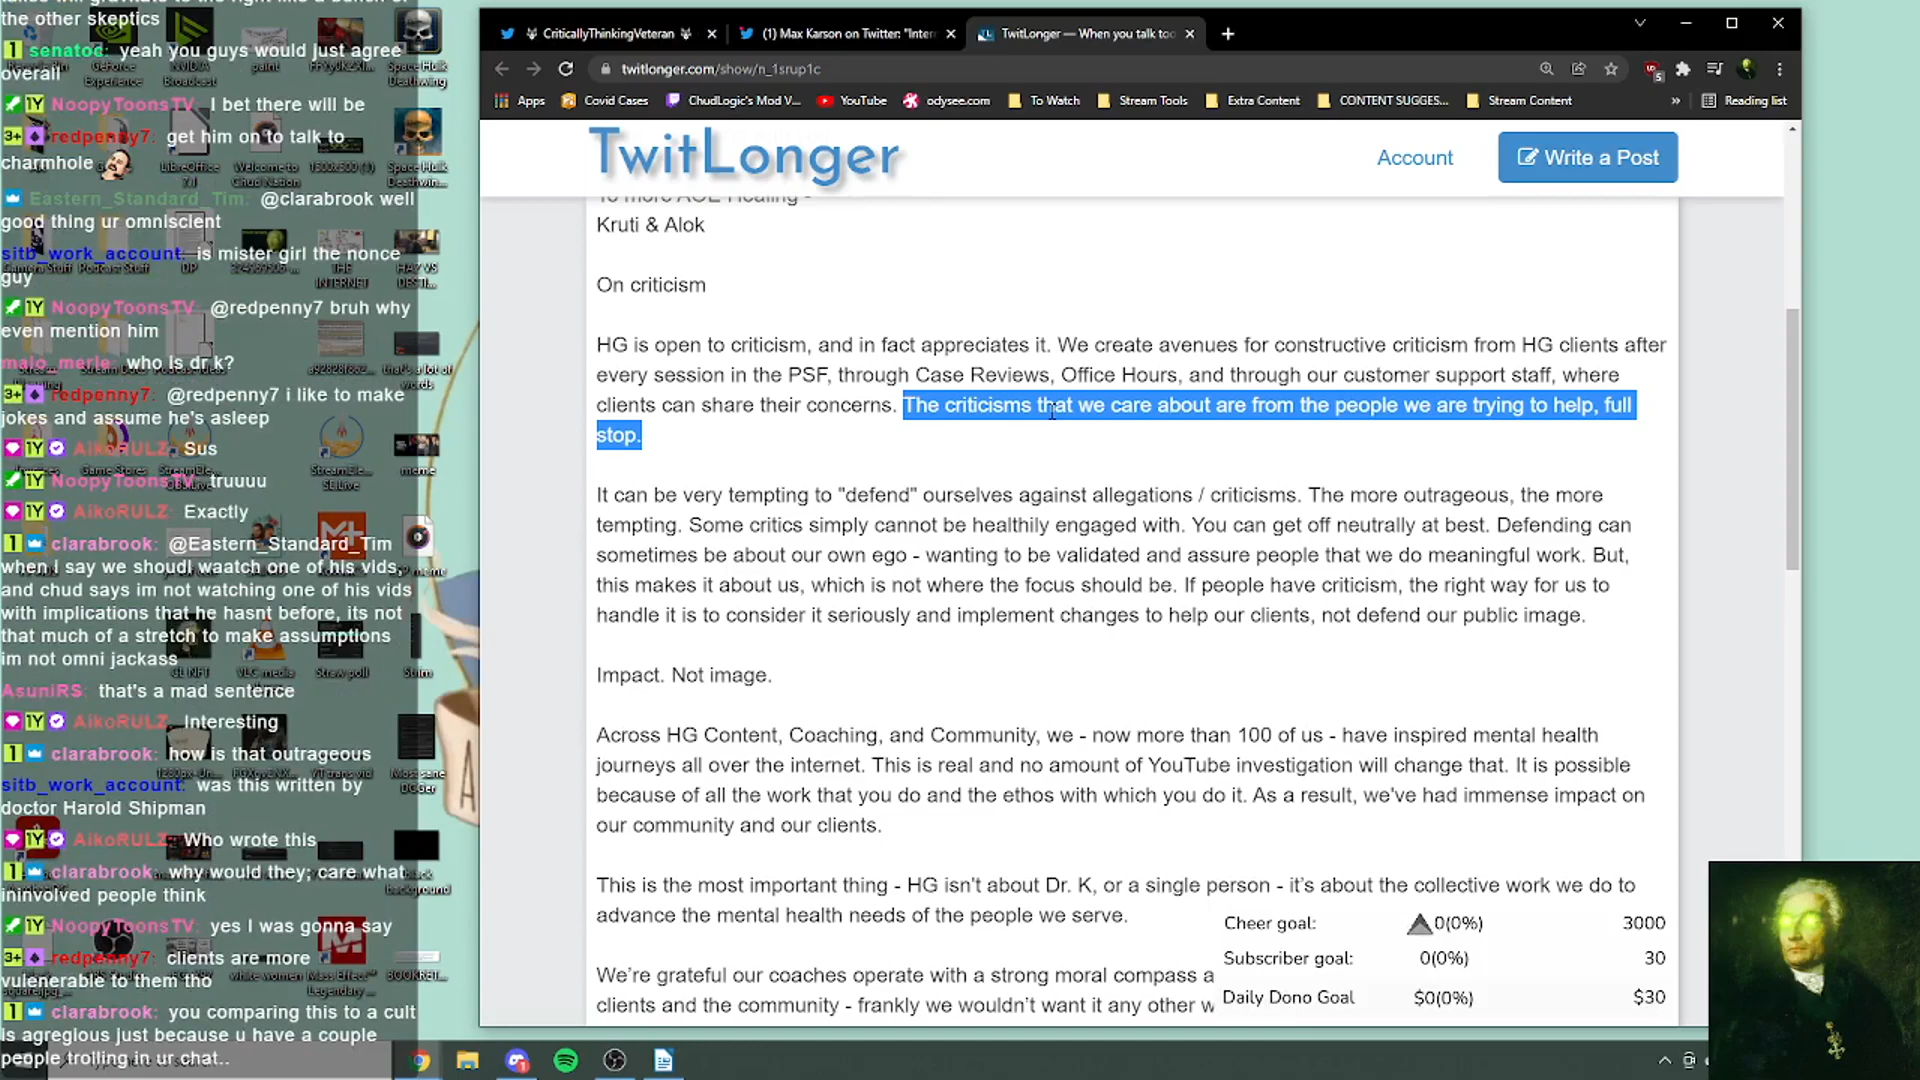 the other skeptics
senatoc: yeah you guys would just agree
overall
NoopyToonsTV: I bet there will be
redpenny7: get him on to talk to
charmhole
Eastern_Standard_Tim: @clarabrook well
good thing ur omniscient
sitb_work_account: is mister girl the nonce
guy
NoopyToonsTV: @redpenny7 bruh why
even mention him
majo_merle: who is dr k?
redpenny7: @redpenny7 i like to make
jokes and assume he's asleep
AikoRULZ: Sus
NoopyToonsTV: truuuu
AikoRULZ: Exactly
clarabrook: @Eastern_Standard_Tim
when I say we shoudl waatch one of his vids,
and chud says im not watching one of his vids
with implications that he hasnt before, its not
that much of a stretch to make assumptions
im not omni jackass
AsuniRS: that's a mad sentence
AikoRULZ: Interesting
clarabrook: how is that outrageous
sitb_work_account: was this written by
doctor Harold Shipman
AikoRULZ: Who wrote this
clarabrook: why would they; care what
ininvolved people think
NoopyToonsTV: yes I was gonna say
redpenny7: clients are more
vulenerable to them tho
clarabrook: you comparing this to a cult
is agregious just because u have a couple
people trolling in ur chat..
CriticallyThinkingVeteran
(1) Max Karson on Twitter: "Inter
TwitLonger — When you talk too
twitlonger.com/show/n_1srup1c
Apps
Covid Cases
ChudLogic's Mod V...
YouTube
odysee.com
To Watch
Stream Tools
Extra Content
CONTENT SUGGES...
Stream Content
»
Reading list
TwitLonger
Account
Write a Post
Kruti & Alok
On criticism
HG is open to criticism, and in fact appreciates it. We create avenues for constructive criticism from HG clients after
every session in the PSF, through Case Reviews, Office Hours, and through our customer support staff, where
clients can share their concerns. The criticisms that we care about are from the people we are trying to help, full
stop.
It can be very tempting to "defend" ourselves against allegations / criticisms. The more outrageous, the more
tempting. Some critics simply cannot be healthily engaged with. You can get off neutrally at best. Defending can
sometimes be about our own ego - wanting to be validated and assure people that we do meaningful work. But,
this makes it about us, which is not where the focus should be. If people have criticism, the right way for us to
handle it is to consider it seriously and implement changes to help our clients, not defend our public image.
Impact. Not image.
Across HG Content, Coaching, and Community, we - now more than 100 of us - have inspired mental health
journeys all over the internet. This is real and no amount of YouTube investigation will change that. It is possible
because of all the work that you do and the ethos with which you do it. As a result, we've had immense impact on
our community and our clients.
This is the most important thing - HG isn't about Dr. K, or a single person - it's about the collective work we do to
advance the mental health needs of the people we serve.
We're grateful our coaches operate with a strong moral compass a
clients and the community - frankly we wouldn't want it any other w
Cheer goal: 0(0%) 3000
Subscriber goal: 0(0%) 30
Daily Dono Goal $0(0%) $30